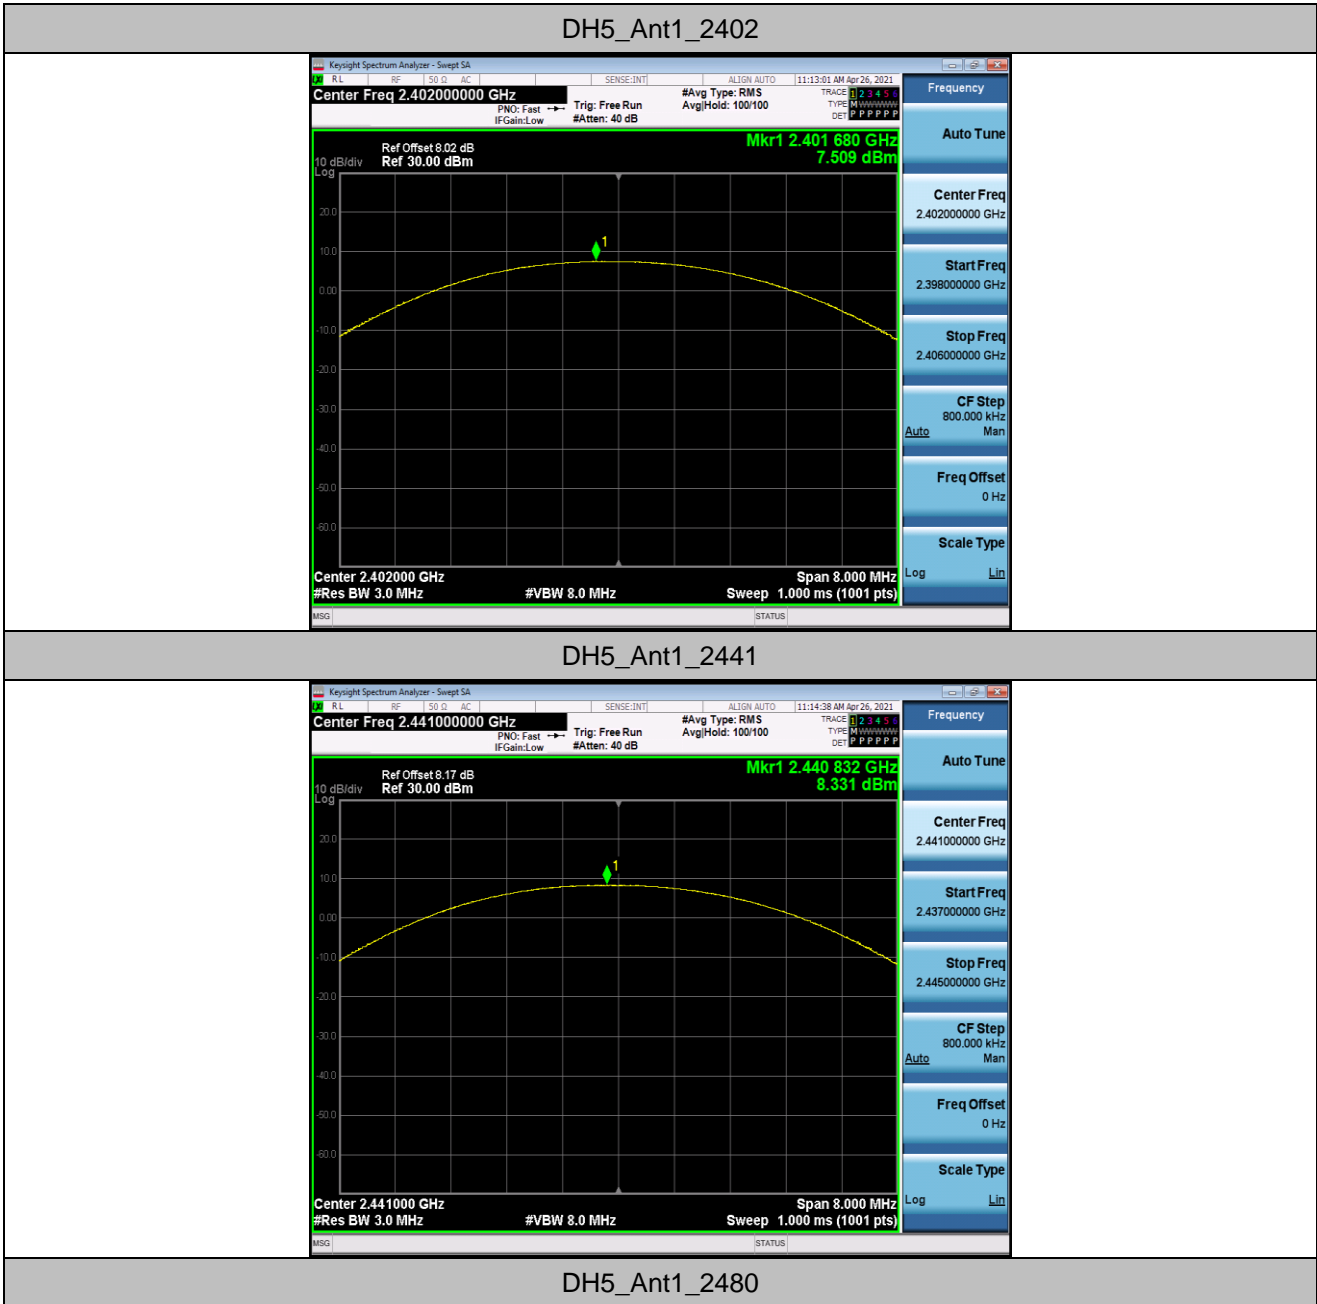 DH5_Ant1_2402
Keysight Spectrum Analyzer - Swept SA
RL RF 50 Ω AC SENSE:INT ALIGN AUTO 11:13:01 AM Apr 26, 2021
Center Freq 2.402000000 GHz
PNO: Fast
IFGain:Low
Trig: Free Run
#Atten: 40 dB
#Avg Type: RMS
Avg|Hold: 100/100
TRACE 1 2 3 4 5 6
TYPE M WWWWW
DET P P P P P P
Mkr1 2.401 680 GHz
7.509 dBm
Ref Offset 8.02 dB
10 dB/div Ref 30.00 dBm
Log
20.0
10.0
0.00
-10.0
-20.0
-30.0
-40.0
-50.0
-60.0
1
Center 2.402000 GHz Span 8.000 MHz
#Res BW 3.0 MHz #VBW 8.0 MHz Sweep 1.000 ms (1001 pts)
MSG STATUS
Frequency
Auto Tune
Center Freq
2.402000000 GHz
Start Freq
2.398000000 GHz
Stop Freq
2.406000000 GHz
CF Step
800.000 kHz
Auto Man
Freq Offset
0 Hz
Scale Type
Log Lin
DH5_Ant1_2441
Keysight Spectrum Analyzer - Swept SA
RL RF 50 Ω AC SENSE:INT ALIGN AUTO 11:14:38 AM Apr 26, 2021
Center Freq 2.441000000 GHz
PNO: Fast
IFGain:Low
Trig: Free Run
#Atten: 40 dB
#Avg Type: RMS
Avg|Hold: 100/100
TRACE 1 2 3 4 5 6
TYPE M WWWWW
DET P P P P P P
Mkr1 2.440 832 GHz
8.331 dBm
Ref Offset 8.17 dB
10 dB/div Ref 30.00 dBm
Log
20.0
10.0
0.00
-10.0
-20.0
-30.0
-40.0
-50.0
-60.0
1
Center 2.441000 GHz Span 8.000 MHz
#Res BW 3.0 MHz #VBW 8.0 MHz Sweep 1.000 ms (1001 pts)
MSG STATUS
Frequency
Auto Tune
Center Freq
2.441000000 GHz
Start Freq
2.437000000 GHz
Stop Freq
2.445000000 GHz
CF Step
800.000 kHz
Auto Man
Freq Offset
0 Hz
Scale Type
Log Lin
DH5_Ant1_2480